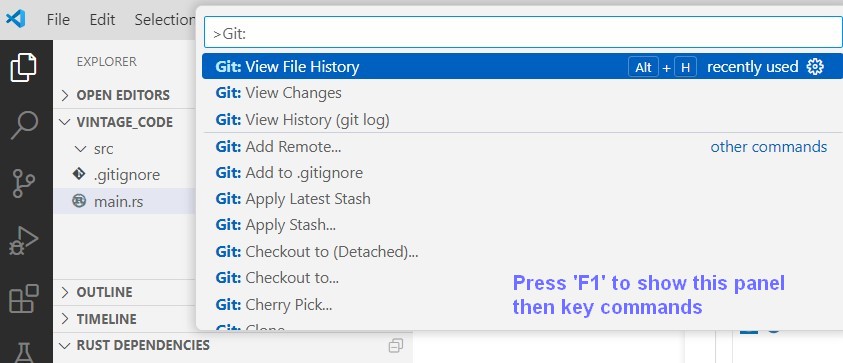 File Edit Selection
>Git:
EXPLORER
OPEN EDITORS
VINTAGE_CODE
src
.gitignore
main.rs
OUTLINE
TIMELINE
RUST DEPENDENCIES
Git: View File History Alt + H recently used
Git: View Changes
Git: View History (git log)
Git: Add Remote... other commands
Git: Add to .gitignore
Git: Apply Latest Stash
Git: Apply Stash...
Git: Checkout to (Detached)...
Git: Checkout to...
Git: Cherry Pick...
Git: Clone
Press 'F1' to show this panel
then key commands